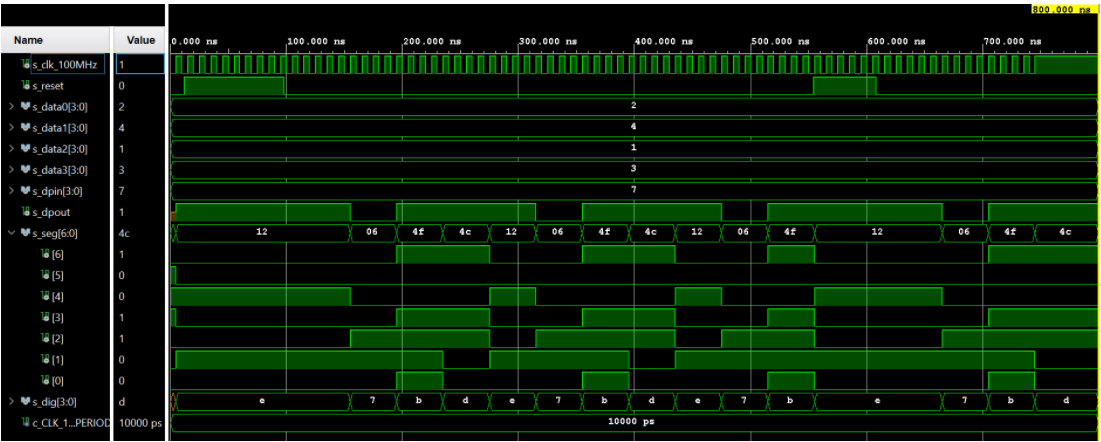 800.000 ns
Name Value 0.000 ns 100.000 ns 200.000 ns 300.000 ns 400.000 ns 500.000 ns 600.000 ns 700.000 ns
s_clk_100MHz 1
s_reset 0
> s_data0[3:0] 2 2
> s_data1[3:0] 4 4
> s_data2[3:0] 1 1
> s_data3[3:0] 3 3
> s_dpin[3:0] 7 7
s_dpout 1
s_seg[6:0] 4c 12 06 4f 4c 12 06 4f 4c 12 06 4f 12 06 4f 4c
[6] 1
[5] 0
[4] 0
[3] 1
[2] 1
[1] 0
[0] 0
> s_dig[3:0] d e 7 b d e 7 b d e 7 b e 7 b d
c_CLK_1...PERIOD 10000 ps 10000 ps